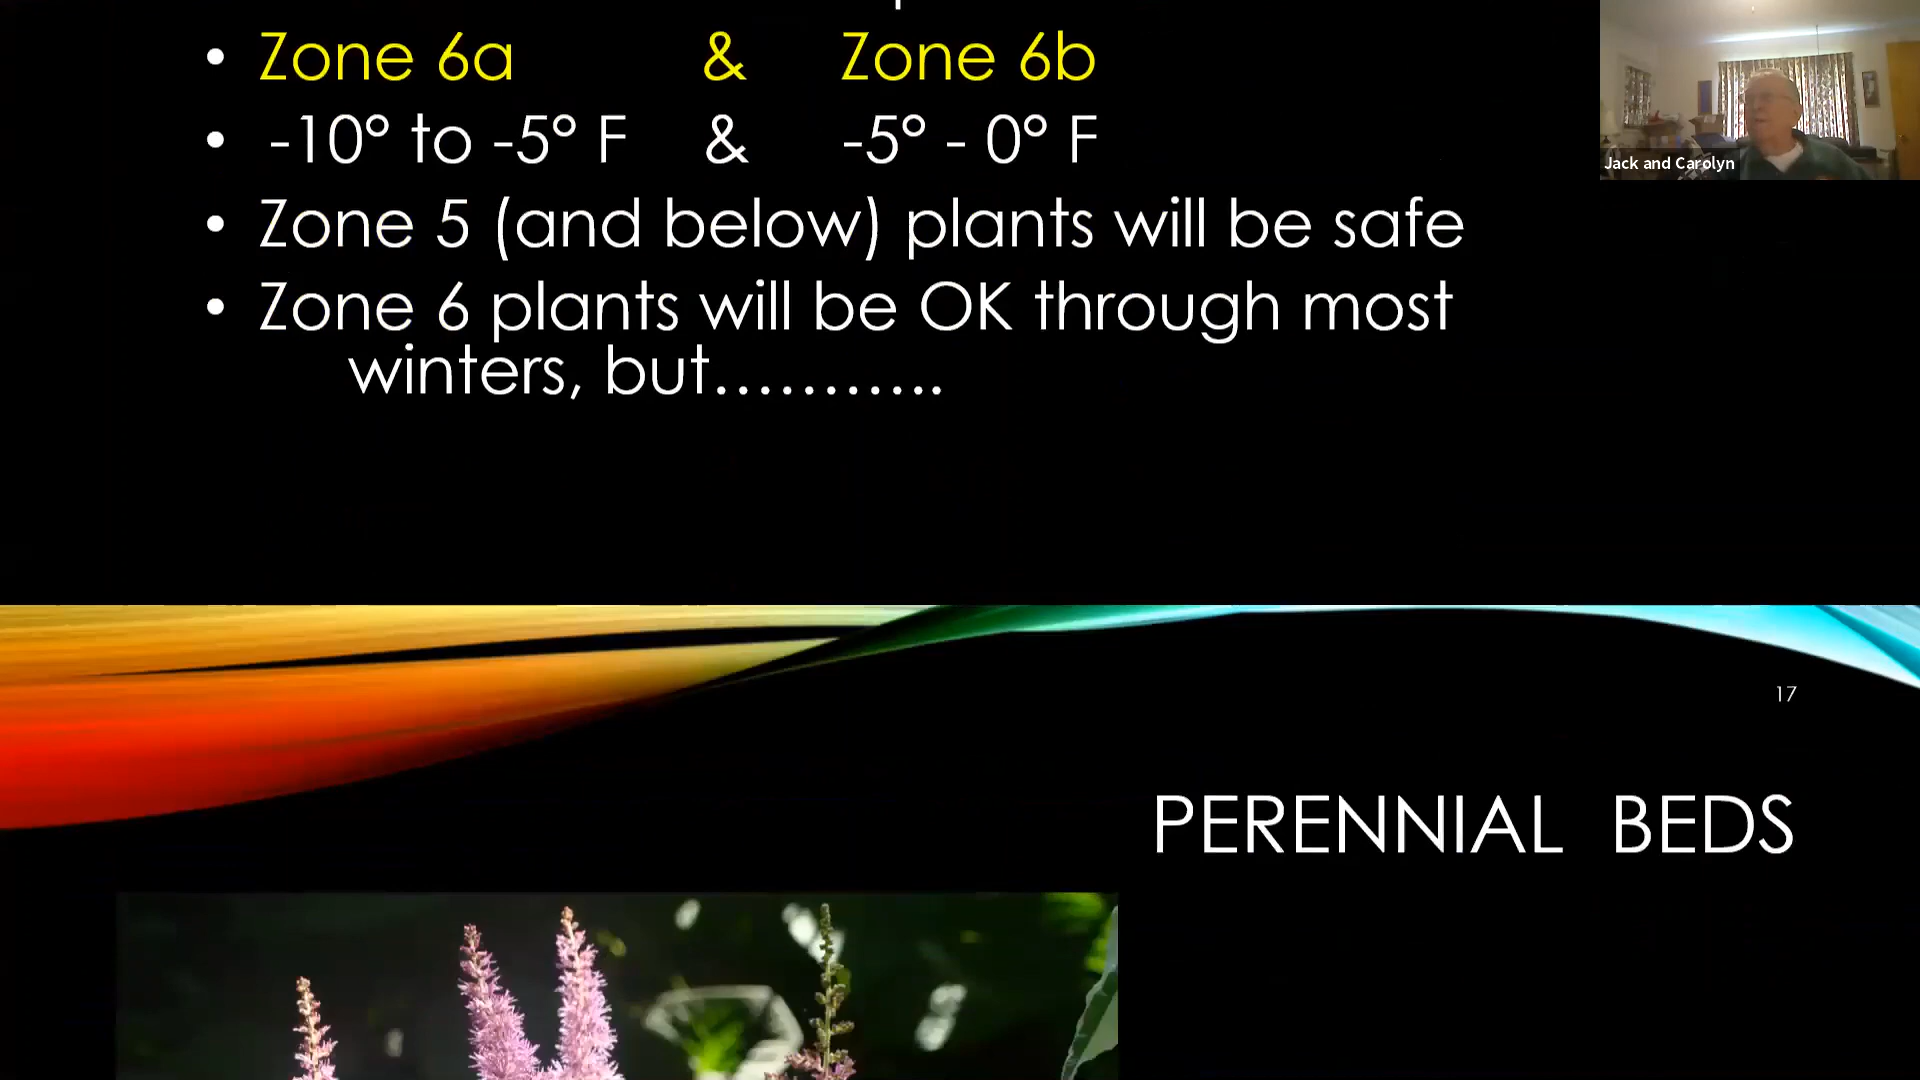 • Zone 6a & Zone 6b
• -10° to -5° F & -5° - 0° F
• Zone 5 (and below) plants will be safe
• Zone 6 plants will be OK through most
winters, but...........
Jack and Carolyn
17
PERENNIAL BEDS